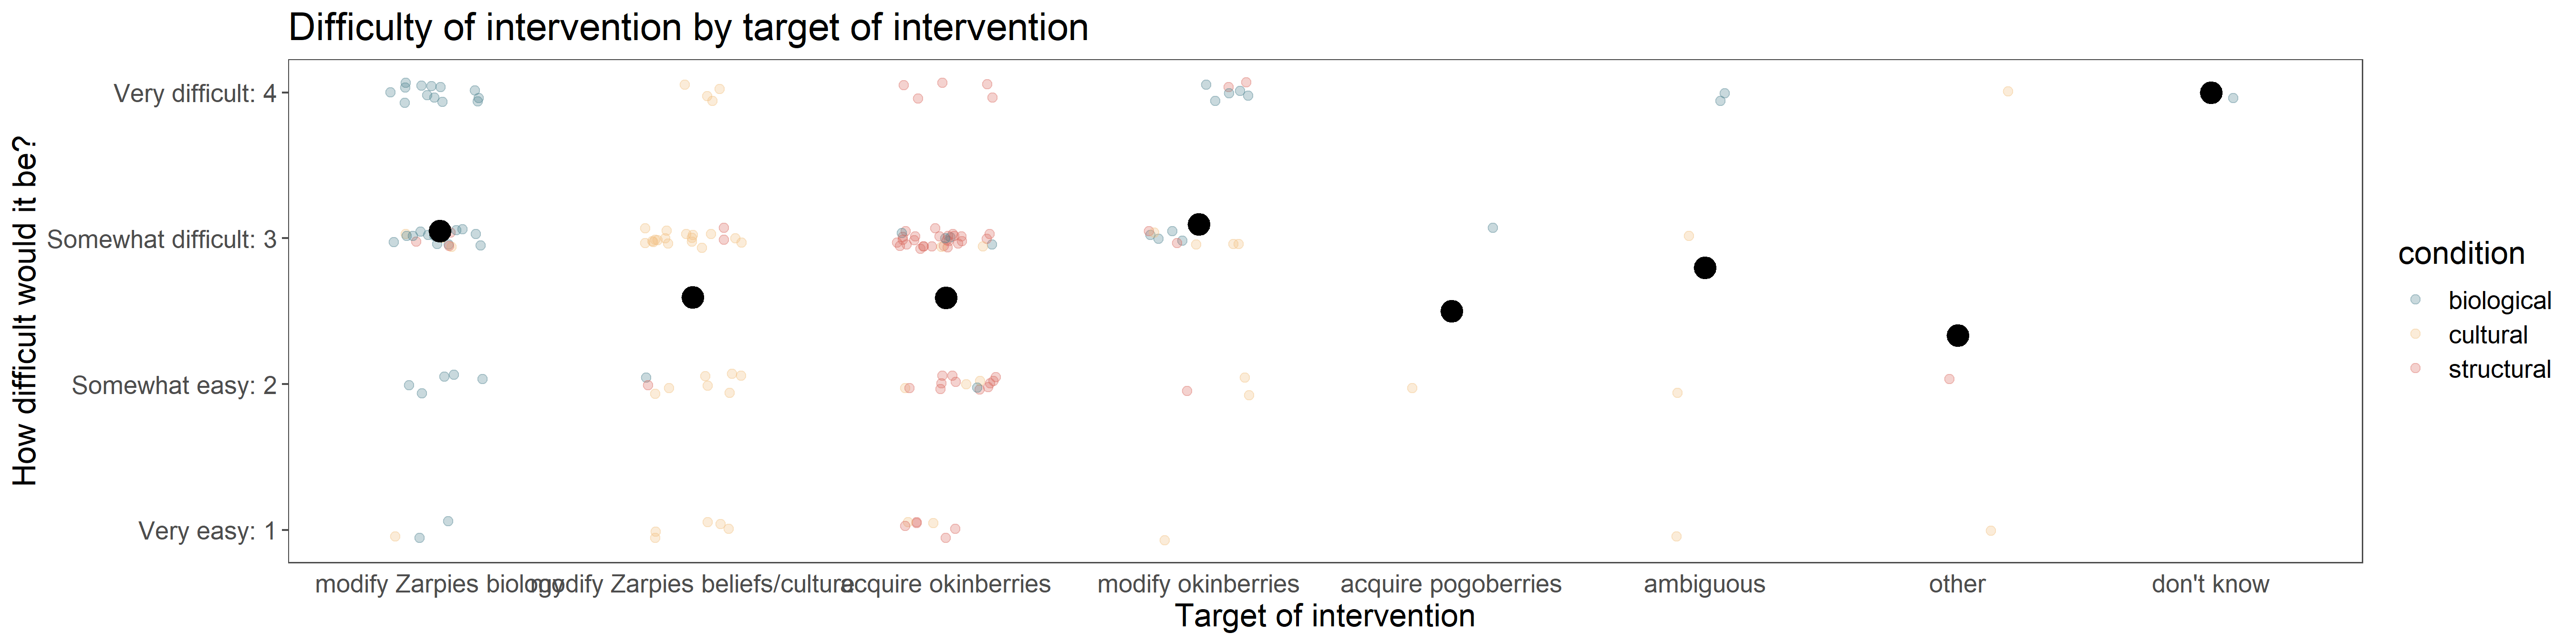 Difficulty of intervention by target of intervention
How difficult would it be?
Very difficult: 4
Somewhat difficult: 3
Somewhat easy: 2
Very easy: 1
modify Zarpies biology modify Zarpies beliefs/culture acquire okinberries modify okinberries acquire pogoberries ambiguous other don't know
Target of intervention
condition
biological
cultural
structural